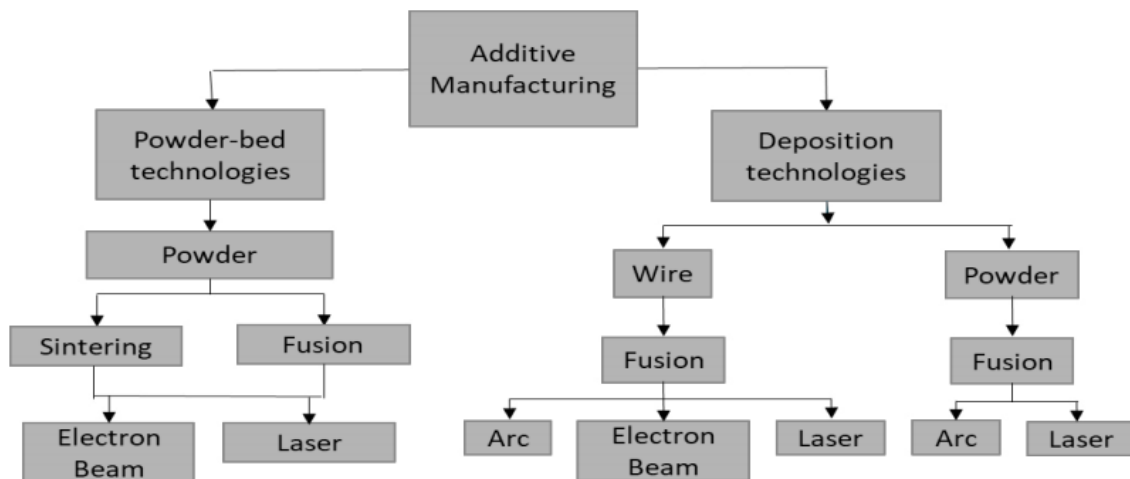 Additive
Manufacturing
Powder-bed
technologies
Deposition
technologies
Powder
Wire
Powder
Sintering
Fusion
Fusion
Fusion
Electron
Beam
Laser
Arc
Electron
Beam
Laser
Arc
Laser